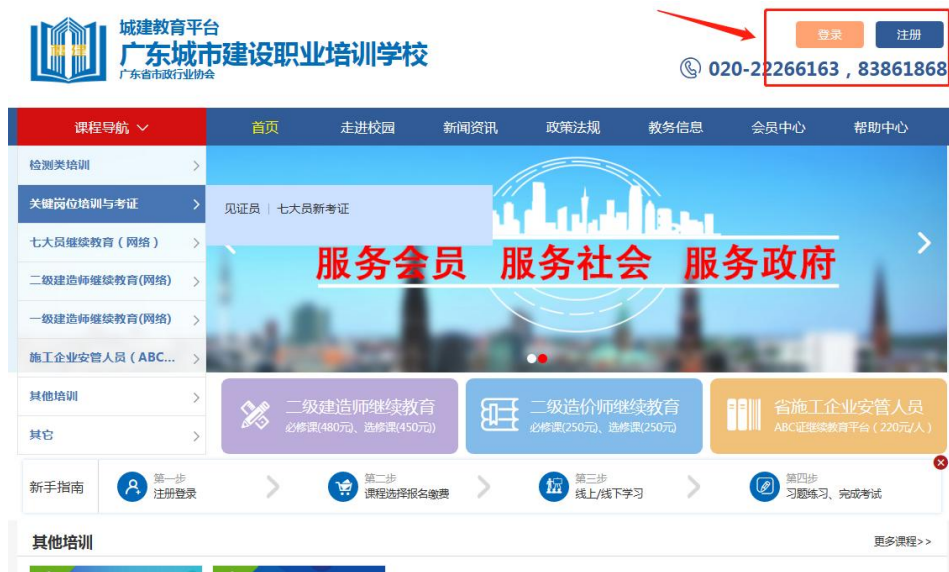 城建教育平台
广东城市建设职业培训学校
广东省市政行业协会
登录
注册
020-22266163，83861868
课程导航
首页
走进校园
新闻资讯
政策法规
教务信息
会员中心
帮助中心
检测类培训
关键岗位培训与考证
见证员 | 七大员新考证
七大员继续教育（网络）
二级建造师继续教育(网络)
一级建造师继续教育(网络)
施工企业安管人员（ABC...
其他培训
其它
服务会员 服务社会 服务政府
二级建造师继续教育
必修课(480元)、选修课(450元)
二级造价师继续教育
必修课(250元)、选修课(250元)
省施工企业安管人员
ABC证继续教育平台（220元/人）
新手指南
第一步
注册登录
第二步
课程选择报名缴费
第三步
线上/线下学习
第四步
习题练习、完成考试
其他培训
更多课程>>